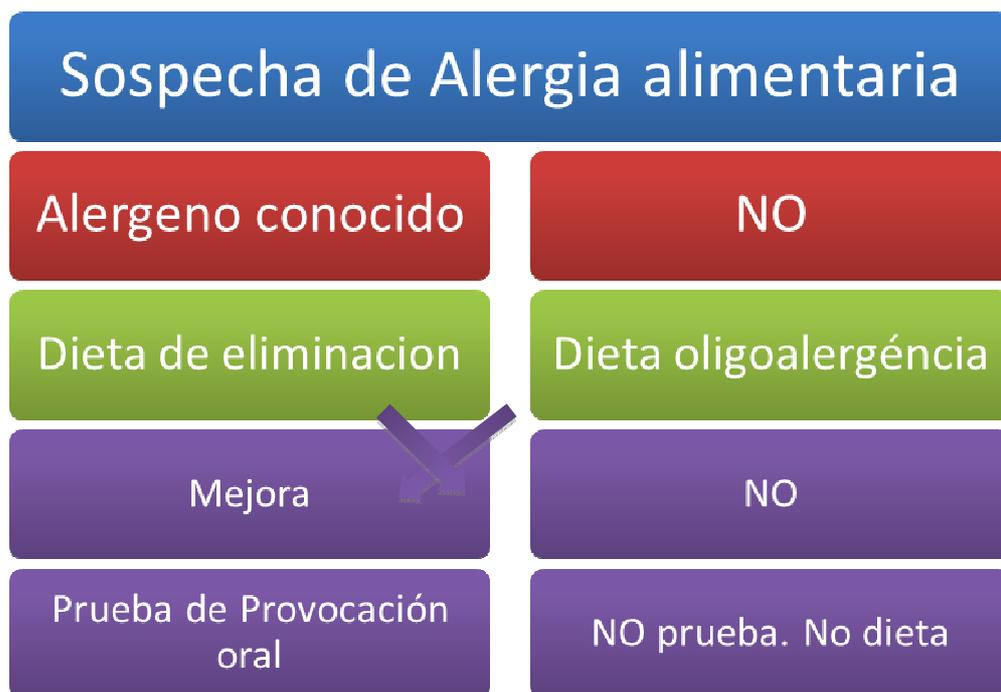 Sospecha de Alergia alimentaria
Alergeno conocido
NO
Dieta de eliminacion
Dieta oligoalergéncia
Mejora
NO
Prueba de Provocación
oral
NO prueba. No dieta